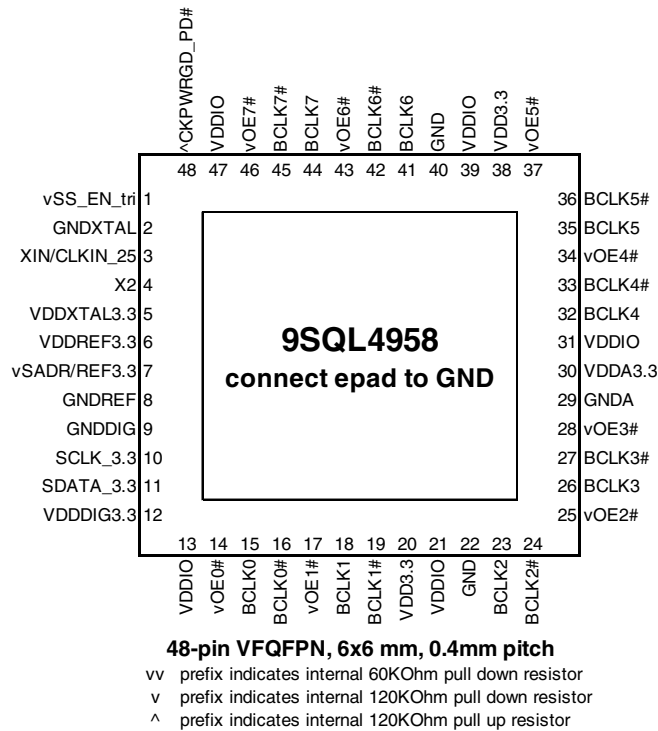 ^CKPWRGD_PD#
VDDIO
vOE7#
BCLK7#
BCLK7
vOE6#
BCLK6#
BCLK6
GND
VDDIO
VDD3.3
vOE5#
48 47 46 45 44 43 42 41 40 39 38 37
vSS_EN_tri 1
36 BCLK5#
GNDXTAL 2
35 BCLK5
XIN/CLKIN_25 3
34 vOE4#
X2 4
33 BCLK4#
VDDXTAL3.3 5
32 BCLK4
VDDREF3.3 6
31 VDDIO
vSADR/REF3.3 7
30 VDDA3.3
GNDREF 8
29 GNDA
GNDDIG 9
28 vOE3#
SCLK_3.3 10
27 BCLK3#
SDATA_3.3 11
26 BCLK3
VDDDIG3.3 12
25 vOE2#
9SQL4958
connect epad to GND
13 14 15 16 17 18 19 20 21 22 23 24
VDDIO
vOE0#
BCLK0
BCLK0#
vOE1#
BCLK1
BCLK1#
VDD3.3
VDDIO
GND
BCLK2
BCLK2#
48-pin VFQFPN, 6x6 mm, 0.4mm pitch
vv prefix indicates internal 60KOhm pull down resistor
v prefix indicates internal 120KOhm pull down resistor
^ prefix indicates internal 120KOhm pull up resistor